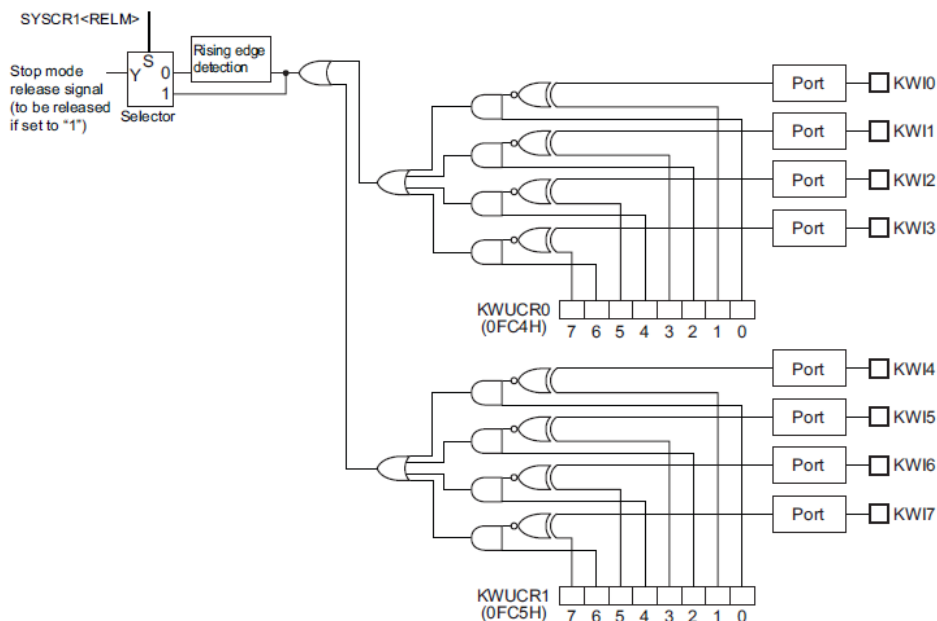 SYSCR1<RELM>
Stop mode
release signal
(to be released
if set to "1")
Y
S
0
1
Selector
Rising edge
detection
Port
KWI0
Port
KWI1
Port
KWI2
Port
KWI3
KWUCR0
(0FC4H)
7 6 5 4 3 2 1 0
Port
KWI4
Port
KWI5
Port
KWI6
Port
KWI7
KWUCR1
(0FC5H)
7 6 5 4 3 2 1 0